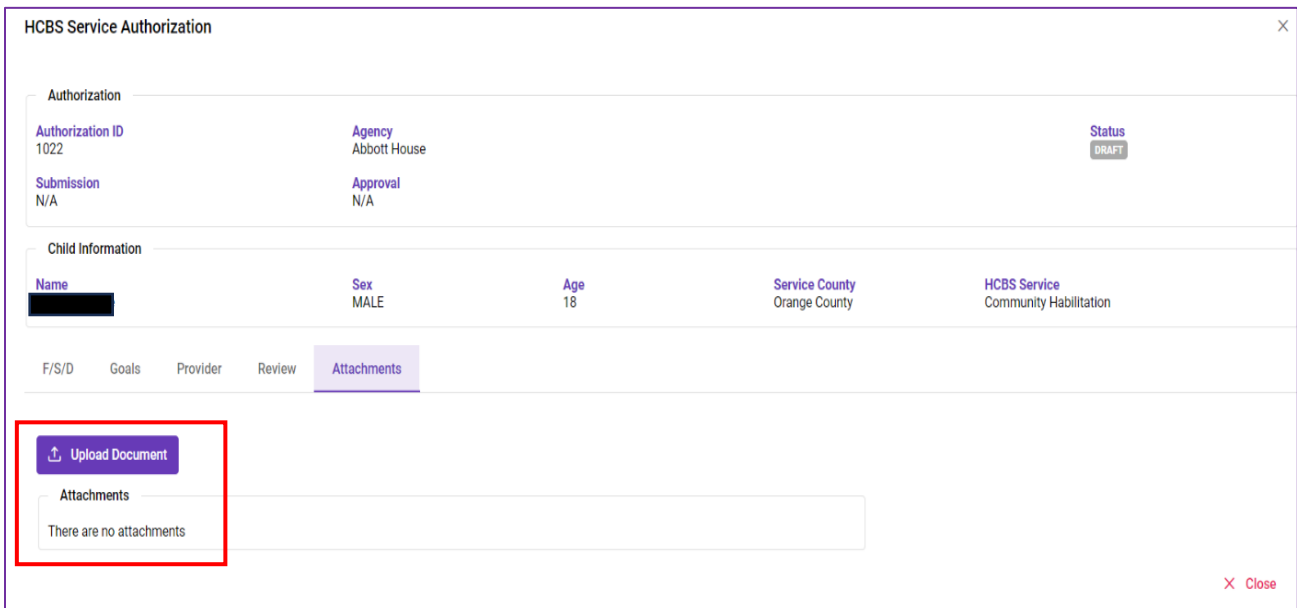 HCBS Service Authorization
Authorization
Authorization ID
1022
Agency
Abbott House
Status
DRAFT
Submission
N/A
Approval
N/A
Child Information
Name
Sex
MALE
Age
18
Service County
Orange County
HCBS Service
Community Habilitation
F/S/D
Goals
Provider
Review
Attachments
Upload Document
Attachments
There are no attachments
Close